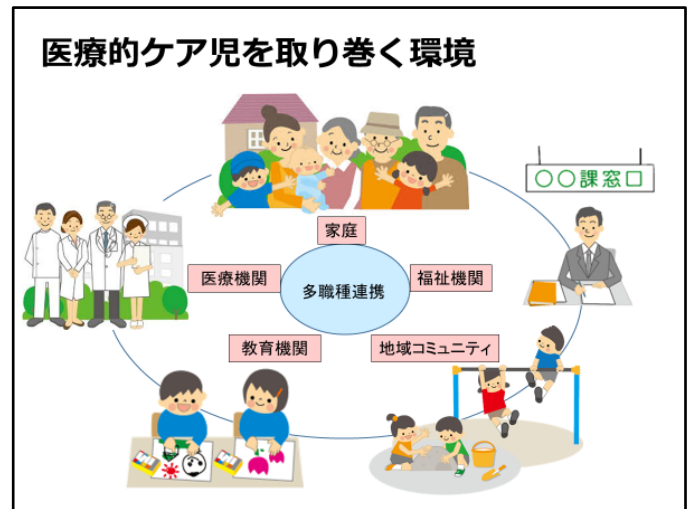 医療的ケア児を取り巻く環境
〇〇課窓口
家庭
医療機関
福祉機関
多職種連携
教育機関
地域コミュニティ